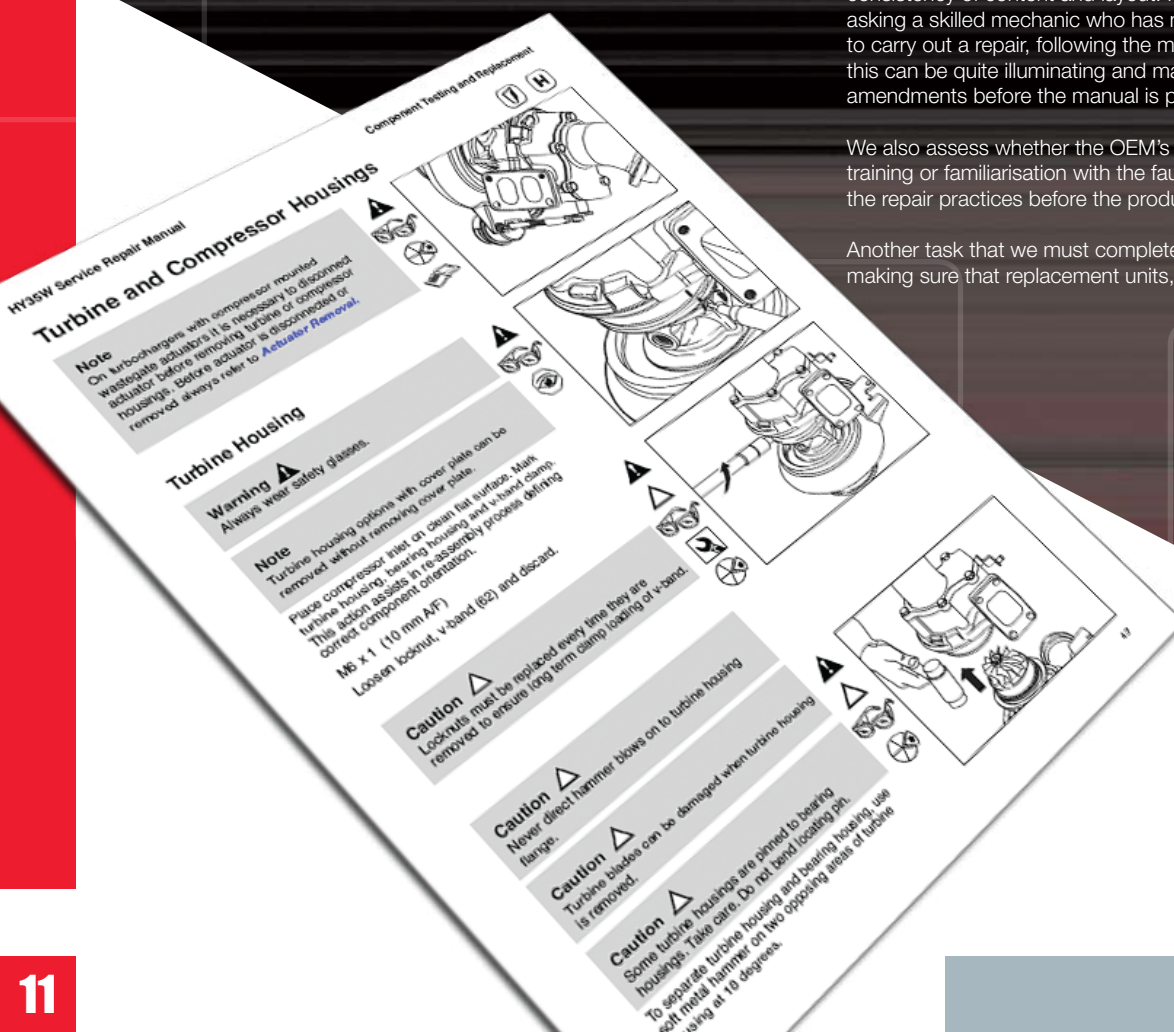 consistency of content and layout.
asking a skilled mechanic who has
to carry out a repair, following the
this can be quite illuminating and
amendments before the manual is
We also assess whether the OEM's
training or familiarisation with the
the repair practices before the
Another task that we must complete
making sure that replacement units,
HY35W Service Repair Manual
Component Testing and Replacement
H
Turbine and Compressor Housings
Note
On turbochargers with compressor mounted
wastegate actuators it is necessary to disconnect
actuator before removing turbine or compressor
housings. Before actuator is disconnected or
removed always refer to Actuator Removal.
Turbine Housing
Warning
Always wear safety glasses.
Note
Turbine housing options with cover plate can be
removed without removing cover plate.
Place compressor inlet on clean flat surface. Mark
turbine housing, bearing housing and v-band clamp.
This action assists in re-assembly process defining
correct component orientation.
M6 x 1 (10 mm A/F)
Loosen locknut, v-band (62) and discard.
Caution
Locknuts must be replaced every time they are
removed to ensure long term clamp loading of v-band.
Caution
Never direct hammer blows on to turbine housing
flange.
Caution
Turbine blades can be damaged when turbine housing
is removed.
Caution
Some turbine housings are pinned to bearing
housings. Take care. Do not bend locating pin.
To separate turbine housing and bearing housing, use
soft metal hammer on two opposing areas of turbine
at 10 degrees.
11